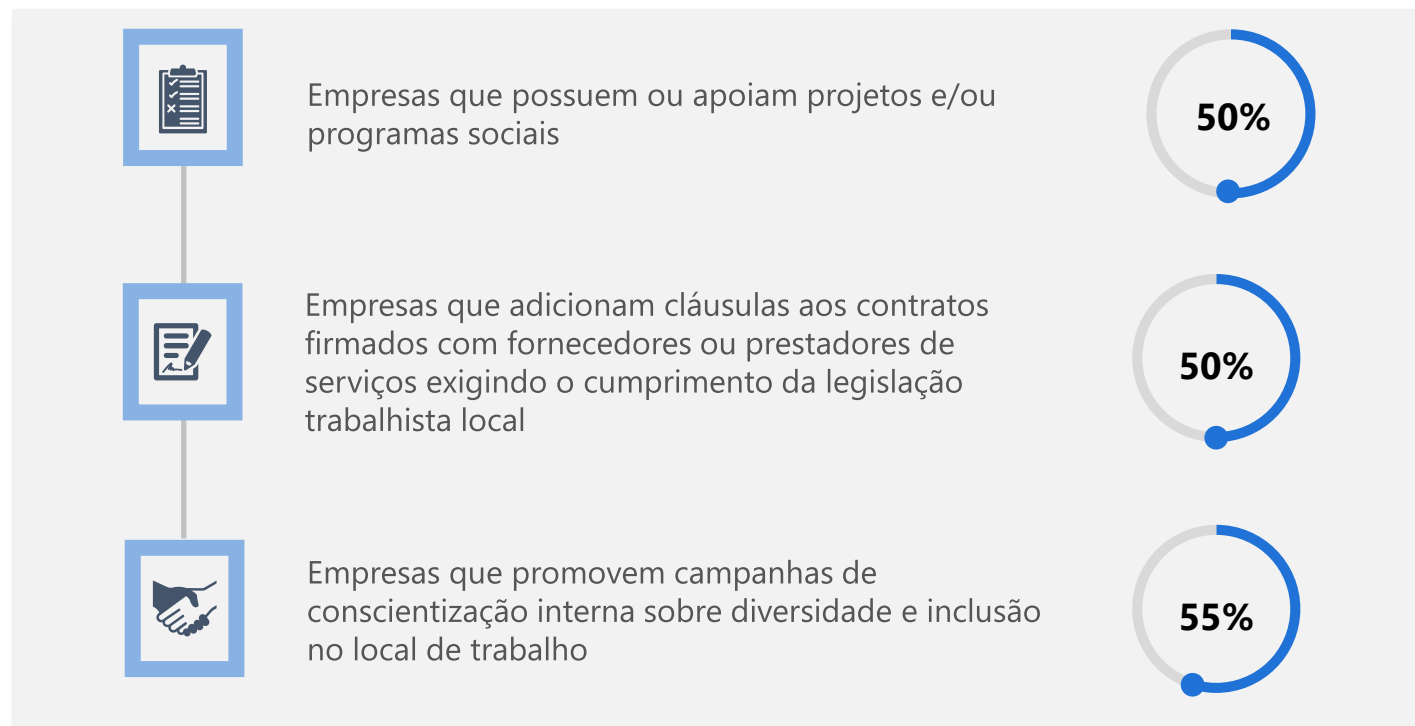 Empresas que possuem ou apoiam projetos e/ou
programas sociais
50%
Empresas que adicionam cláusulas aos contratos
firmados com fornecedores ou prestadores de
serviços exigindo o cumprimento da legislação
trabalhista local
50%
Empresas que promovem campanhas de
conscientização interna sobre diversidade e inclusão
no local de trabalho
55%